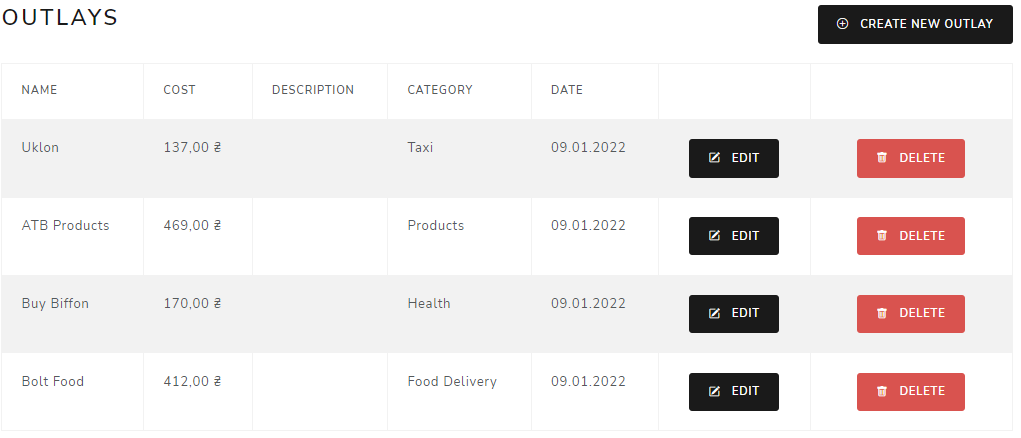 OUTLAYS
CREATE NEW OUTLAY
NAME COST DESCRIPTION CATEGORY DATE
Uklon 137,00 ₴ Taxi 09.01.2022 EDIT DELETE
ATB Products 469,00 ₴ Products 09.01.2022 EDIT DELETE
Buy Biffon 170,00 ₴ Health 09.01.2022 EDIT DELETE
Bolt Food 412,00 ₴ Food Delivery 09.01.2022 EDIT DELETE